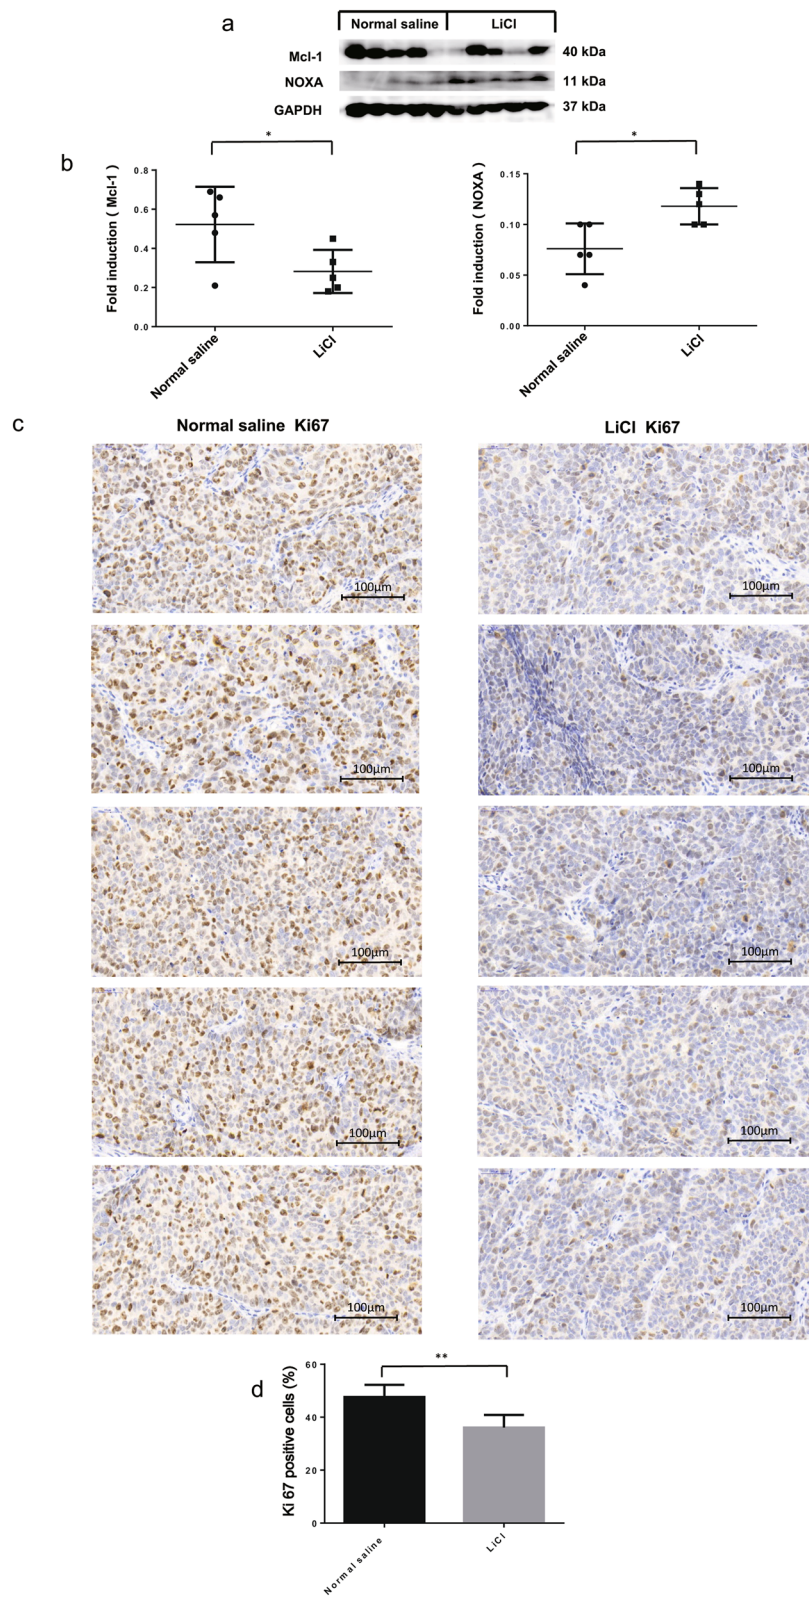 a
Normal saline LiCl
Mcl-1 40 kDa
NOXA 11 kDa
GAPDH 37 kDa
b
* *
Fold induction ( Mcl-1 )
0.8
0.6
0.4
0.2
0.0
Normal saline LiCl
Fold induction ( NOXA )
0.15
0.10
0.05
0.00
Normal saline LiCl
c
Normal saline Ki67 LiCl Ki67
100μm 100μm
100μm 100μm
100μm 100μm
100μm 100μm
100μm 100μm
d
**
Ki 67 positive cells (%)
60
40
20
0
Normal saline LiCl